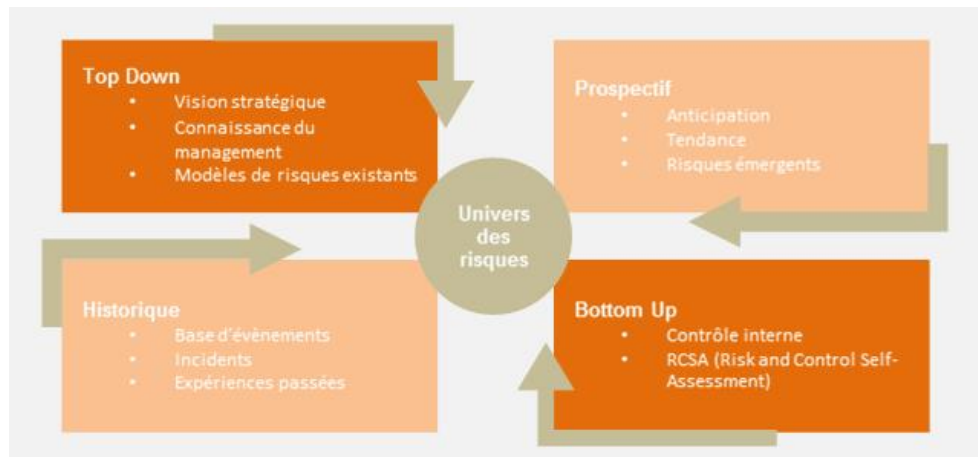 Top Down
• Vision stratégique
• Connaissance du
management
• Modèles de risques existants
Prospectif
• Anticipation
• Tendance
• Risques émergents
Univers
des
risques
Historique
• Base d'évènements
• Incidents
• Expériences passées
Bottom Up
• Contrôle interne
• RCSA (Risk and Control Self-
Assessment)